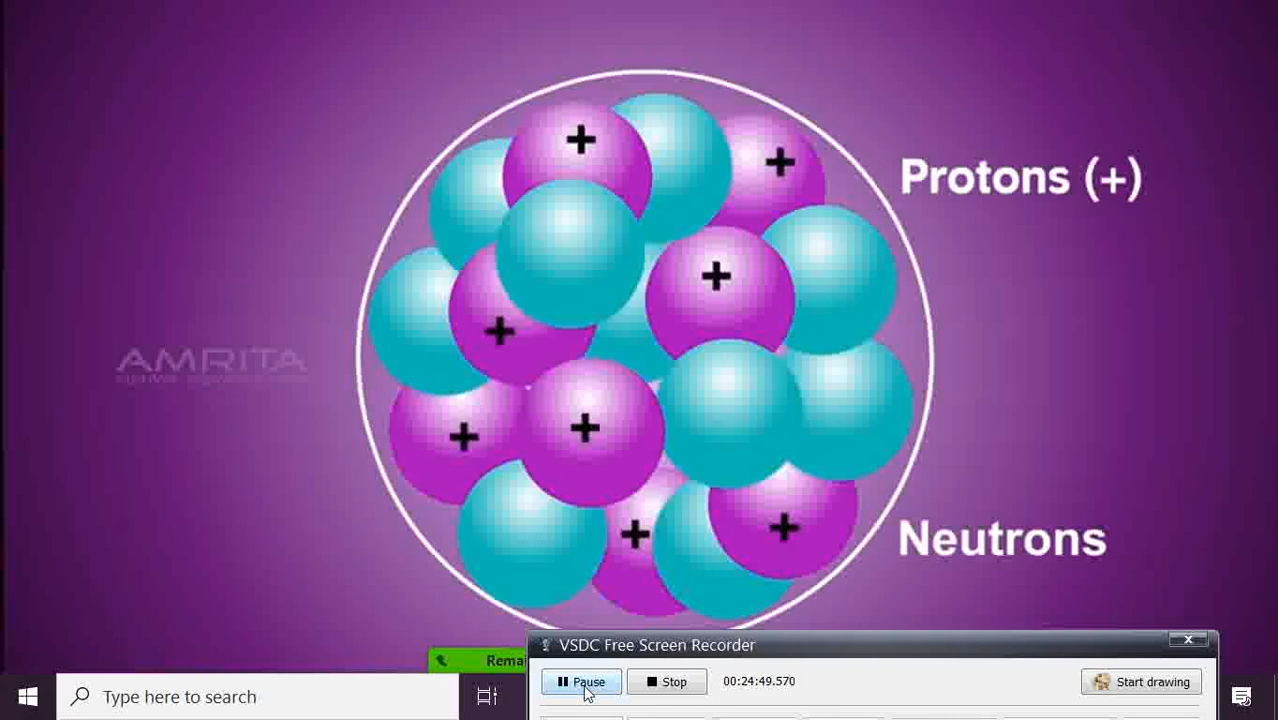 Protons (+)
AMRITA
Neutrons
VSDC Free Screen Recorder
Rema
Pause
Stop
00:24:49.570
Start drawing
Type here to search